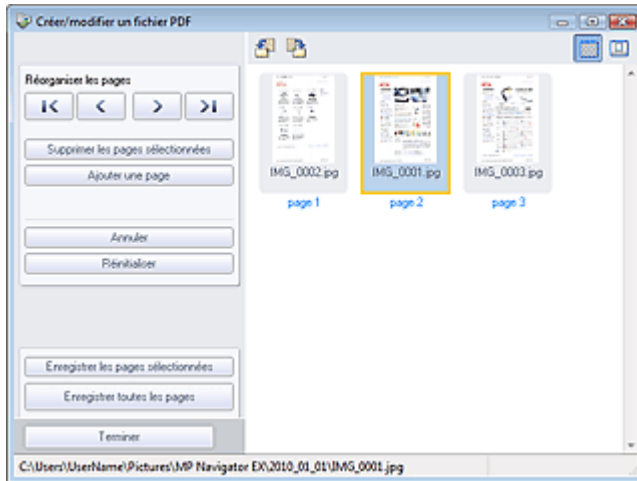 Créer/modifier un fichier PDF
Réorganiser les pages
Supprimer les pages sélectionnées
Ajouter une page
Annuler
Réinitialiser
Enregistrer les pages sélectionnées
Enregistrer toutes les pages
Terminer
IMG_0002.jpg IMG_0001.jpg IMG_0003.jpg
page 1 page 2 page 3
C:\Users\UserName\Pictures\MP Navigator EX\2010_01_01\IMG_0001.jpg